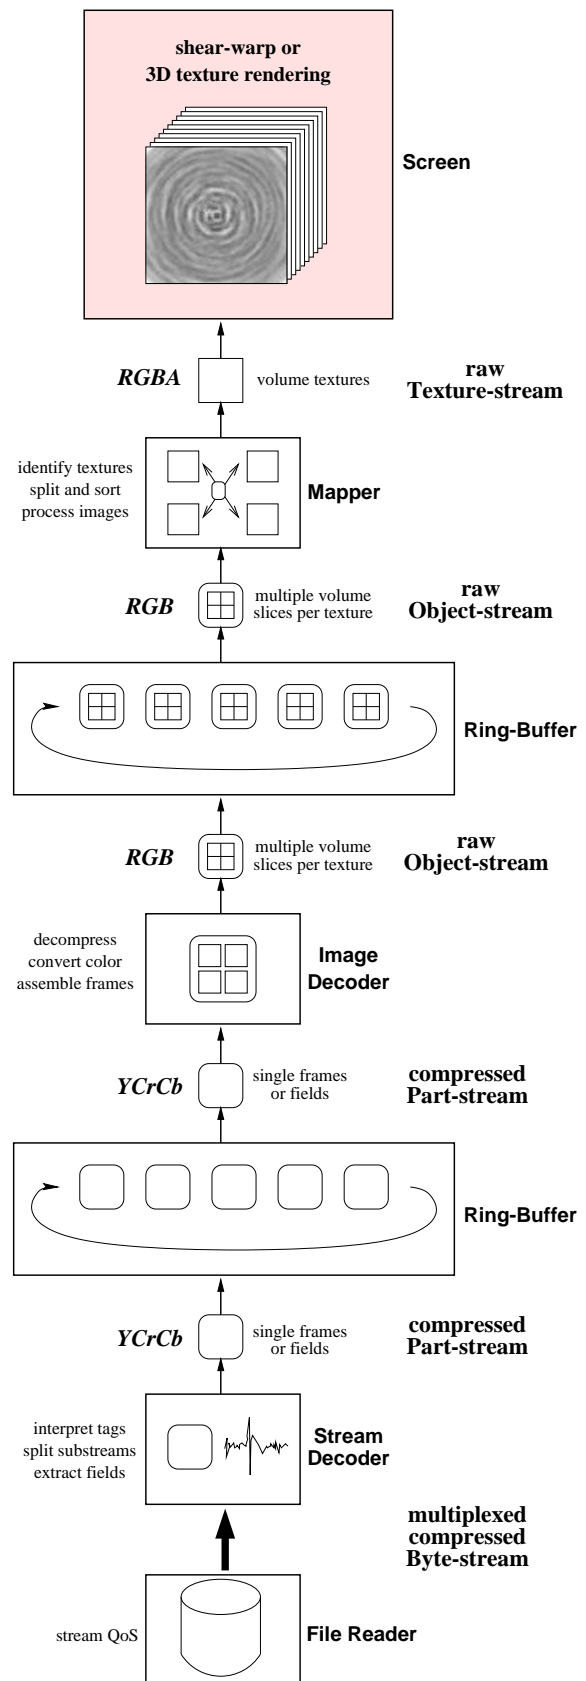 shear-warp or
3D texture rendering
Screen
RGBA
volume textures
raw
Texture-stream
identify textures
split and sort
process images
Mapper
RGB
multiple volume
slices per texture
raw
Object-stream
Ring-Buffer
RGB
multiple volume
slices per texture
raw
Object-stream
decompress
convert color
assemble frames
Image
Decoder
YCrCb
single frames
or fields
compressed
Part-stream
Ring-Buffer
YCrCb
single frames
or fields
compressed
Part-stream
interpret tags
split substreams
extract fields
Stream
Decoder
multiplexed
compressed
Byte-stream
stream QoS
File Reader